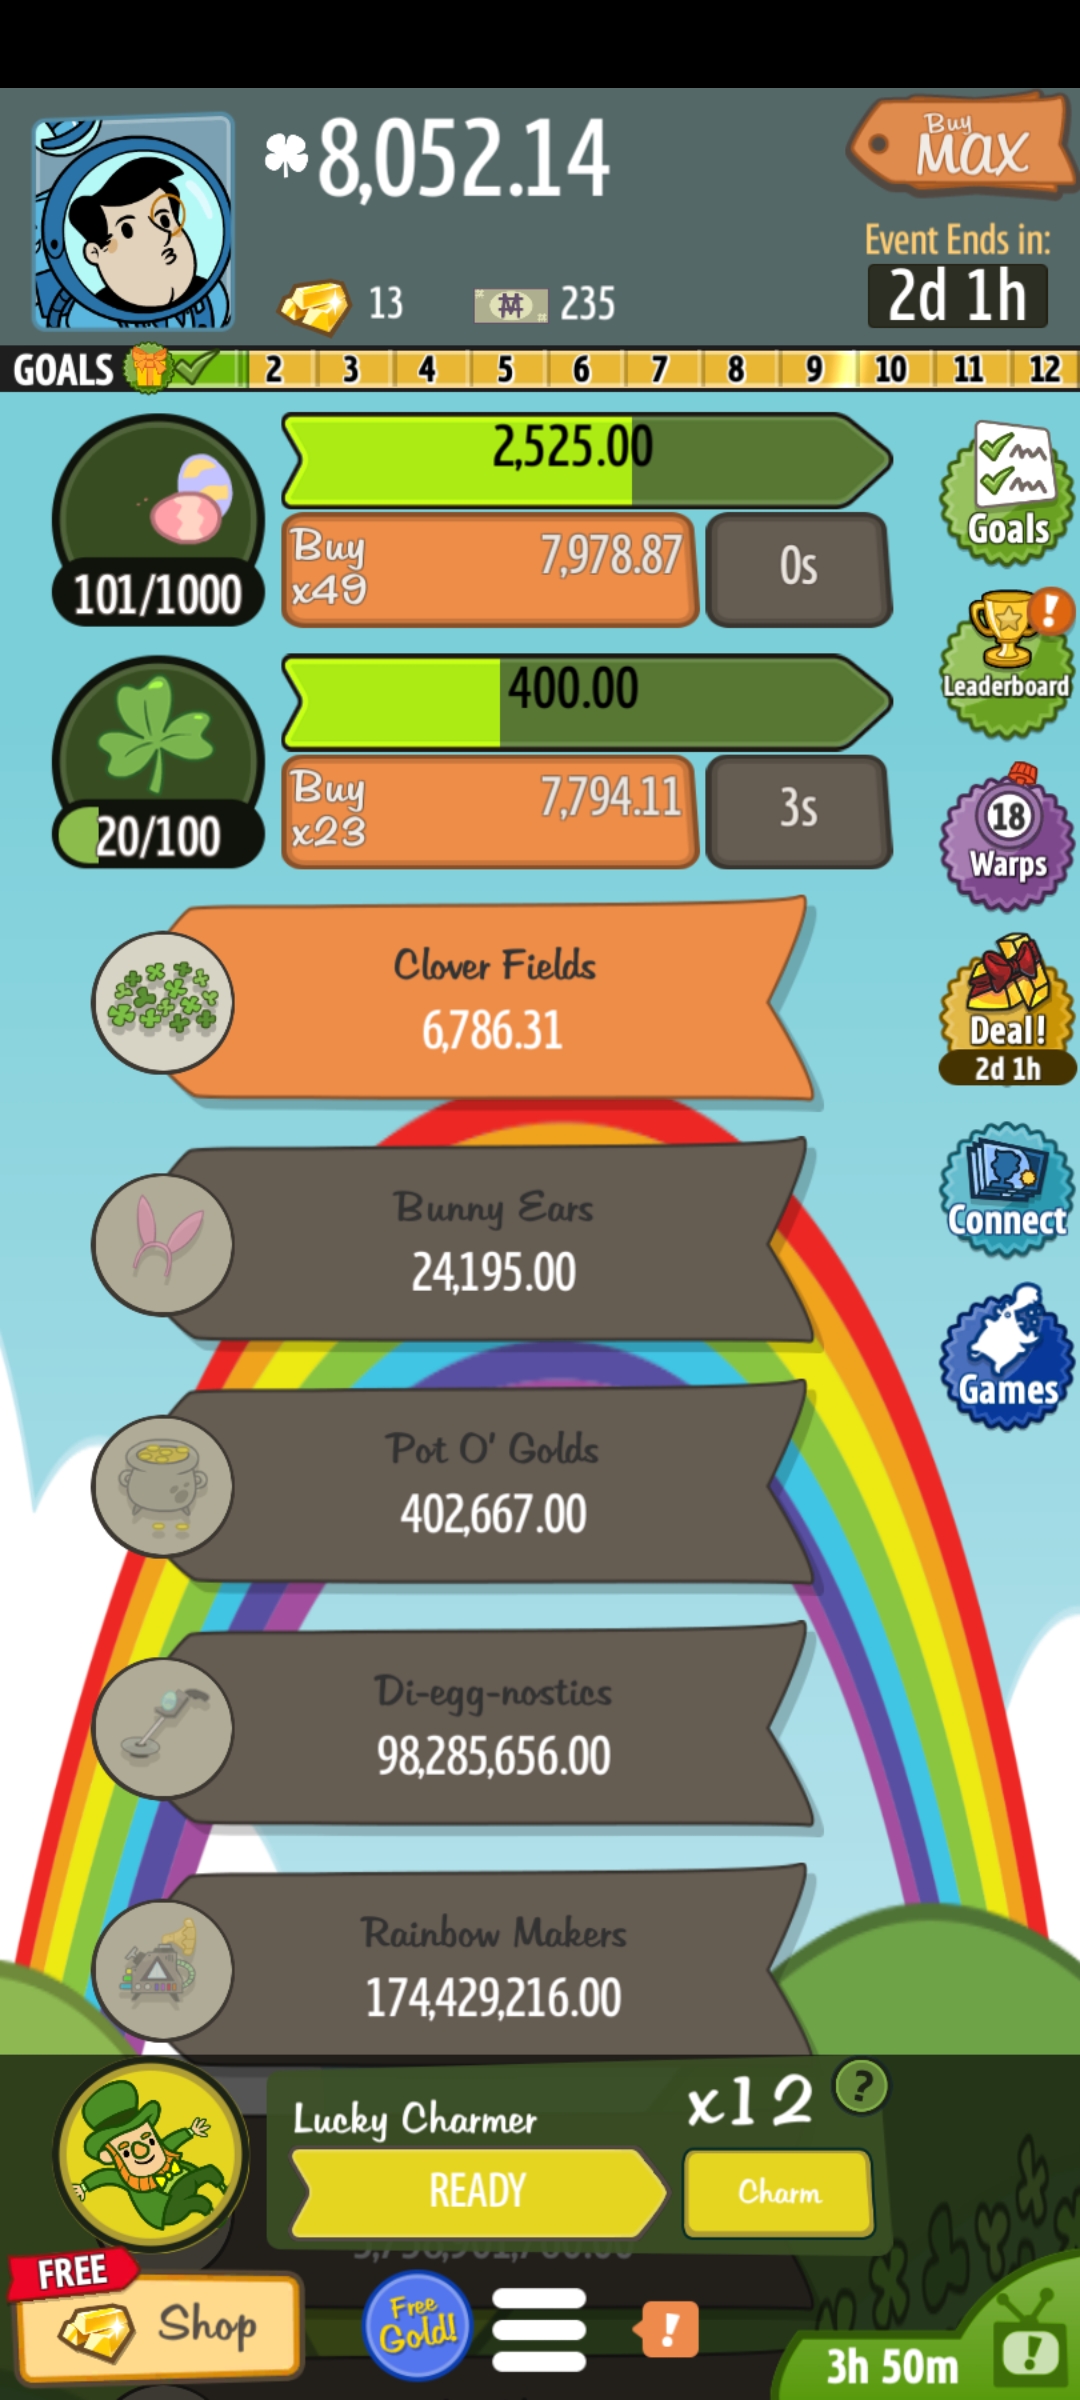 8,052.14
Buy
MAX
Event Ends in:
2d 1h
13
235
GOALS 2 3 4 5 6 7 8 9 10 11 12
2,525.00
101/1000
Buy
x49
7,978.87
0s
Goals
400.00
20/100
Buy
x23
7,794.11
3s
Leaderboard
18
Warps
Clover Fields
6,786.31
Deal!
2d 1h
Bunny Ears
24,195.00
Connect
Pot O' Golds
402,667.00
Games
Di-egg-nostics
98,285,656.00
Rainbow Makers
174,429,216.00
Lucky Charmer
x12
?
READY
Charm
FREE
Shop
Free
Gold!
!
3h 50m
!